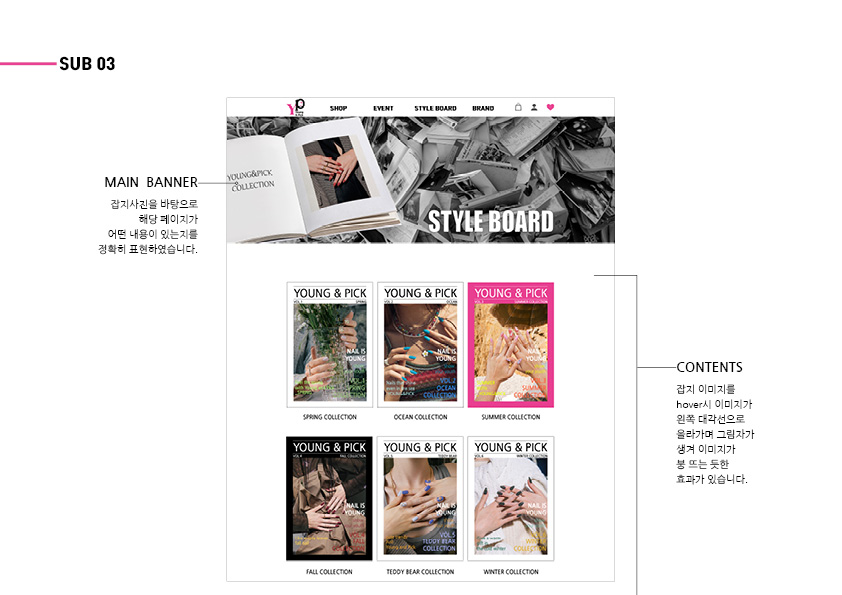 SUB 03
SHOP EVENT STYLE BOARD BRAND
MAIN BANNER
잡지사진을 바탕으로
해당 페이지가
어떤 내용이 있는지를
정확히 표현하였습니다.
YOUNG&PICK
COLLECTION
STYLE BOARD
YOUNG & PICK
VOL.1 SPRING
NAIL IS
YOUNG
VOL.1
SPRING
COLLECTION
SPRING COLLECTION
YOUNG & PICK
VOL.2 OCEAN
NAIL IS
YOUNG
VOL.2
OCEAN
COLLECTION
OCEAN COLLECTION
YOUNG & PICK
VOL.3 SUMMER COLLECTION
NAIL IS
YOUNG
SUMMER COLLECTION
CONTENTS
잡지 이미지를
hover시 이미지가
왼쪽 대각선으로
올라가며 그림자가
생겨 이미지가
붕 뜨는 듯한
효과가 있습니다.
YOUNG & PICK
VOL.4 FALL COLLECTION
NAIL IS
YOUNG
FALL COLLECTION
YOUNG & PICK
VOL.5 TEDDY BEAR
NAIL IS
YOUNG
VOL.5
TEDDY BEAR
COLLECTION
TEDDY BEAR COLLECTION
YOUNG & PICK
VOL.6 WINTER COLLECTION
NAIL IS
YOUNG
WINTER COLLECTION